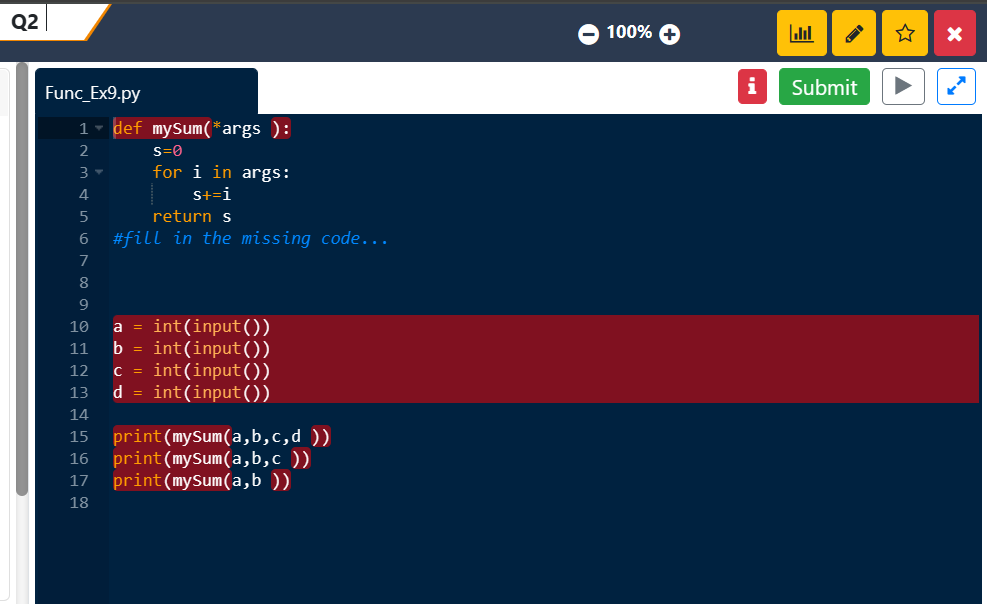 Q2
100%
Func_Ex9.py
Submit
1 def mySum(*args ):
2     s=0
3     for i in args:
4         s+=i
5     return s
6 #fill in the missing code...
7
8
9
10 a = int(input())
11 b = int(input())
12 c = int(input())
13 d = int(input())
14
15 print(mySum(a,b,c,d ))
16 print(mySum(a,b,c ))
17 print(mySum(a,b ))
18